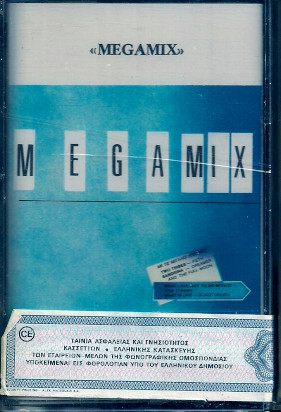 «MEGAMIX»
MEGAMIX
CE
ΤΑΙΝΙΑ ΑΣΦΑΛΕΙΑΣ ΚΑΙ ΓΝΗΣΙΟΤΗΤΟΣ
ΚΑΣΣΕΤΤΩΝ • ΕΛΛΗΝΙΚΗΣ ΚΑΤΑΣΚΕΥΗΣ
ΤΩΝ ΕΤΑΙΡΕΙΩΝ-ΜΕΛΩΝ ΤΗΣ ΦΩΝΟΓΡΑΦΙΚΗΣ ΟΜΟΣΠΟΝΔΙΑΣ
ΥΠΟΚΕΙΜΕΝΑΙ ΕΙΣ ΦΟΡΟΛΟΓΙΑΝ ΥΠΟ ΤΟΥ ΕΛΛΗΝΙΚΟΥ ΔΗΜΟΣΙΟΥ